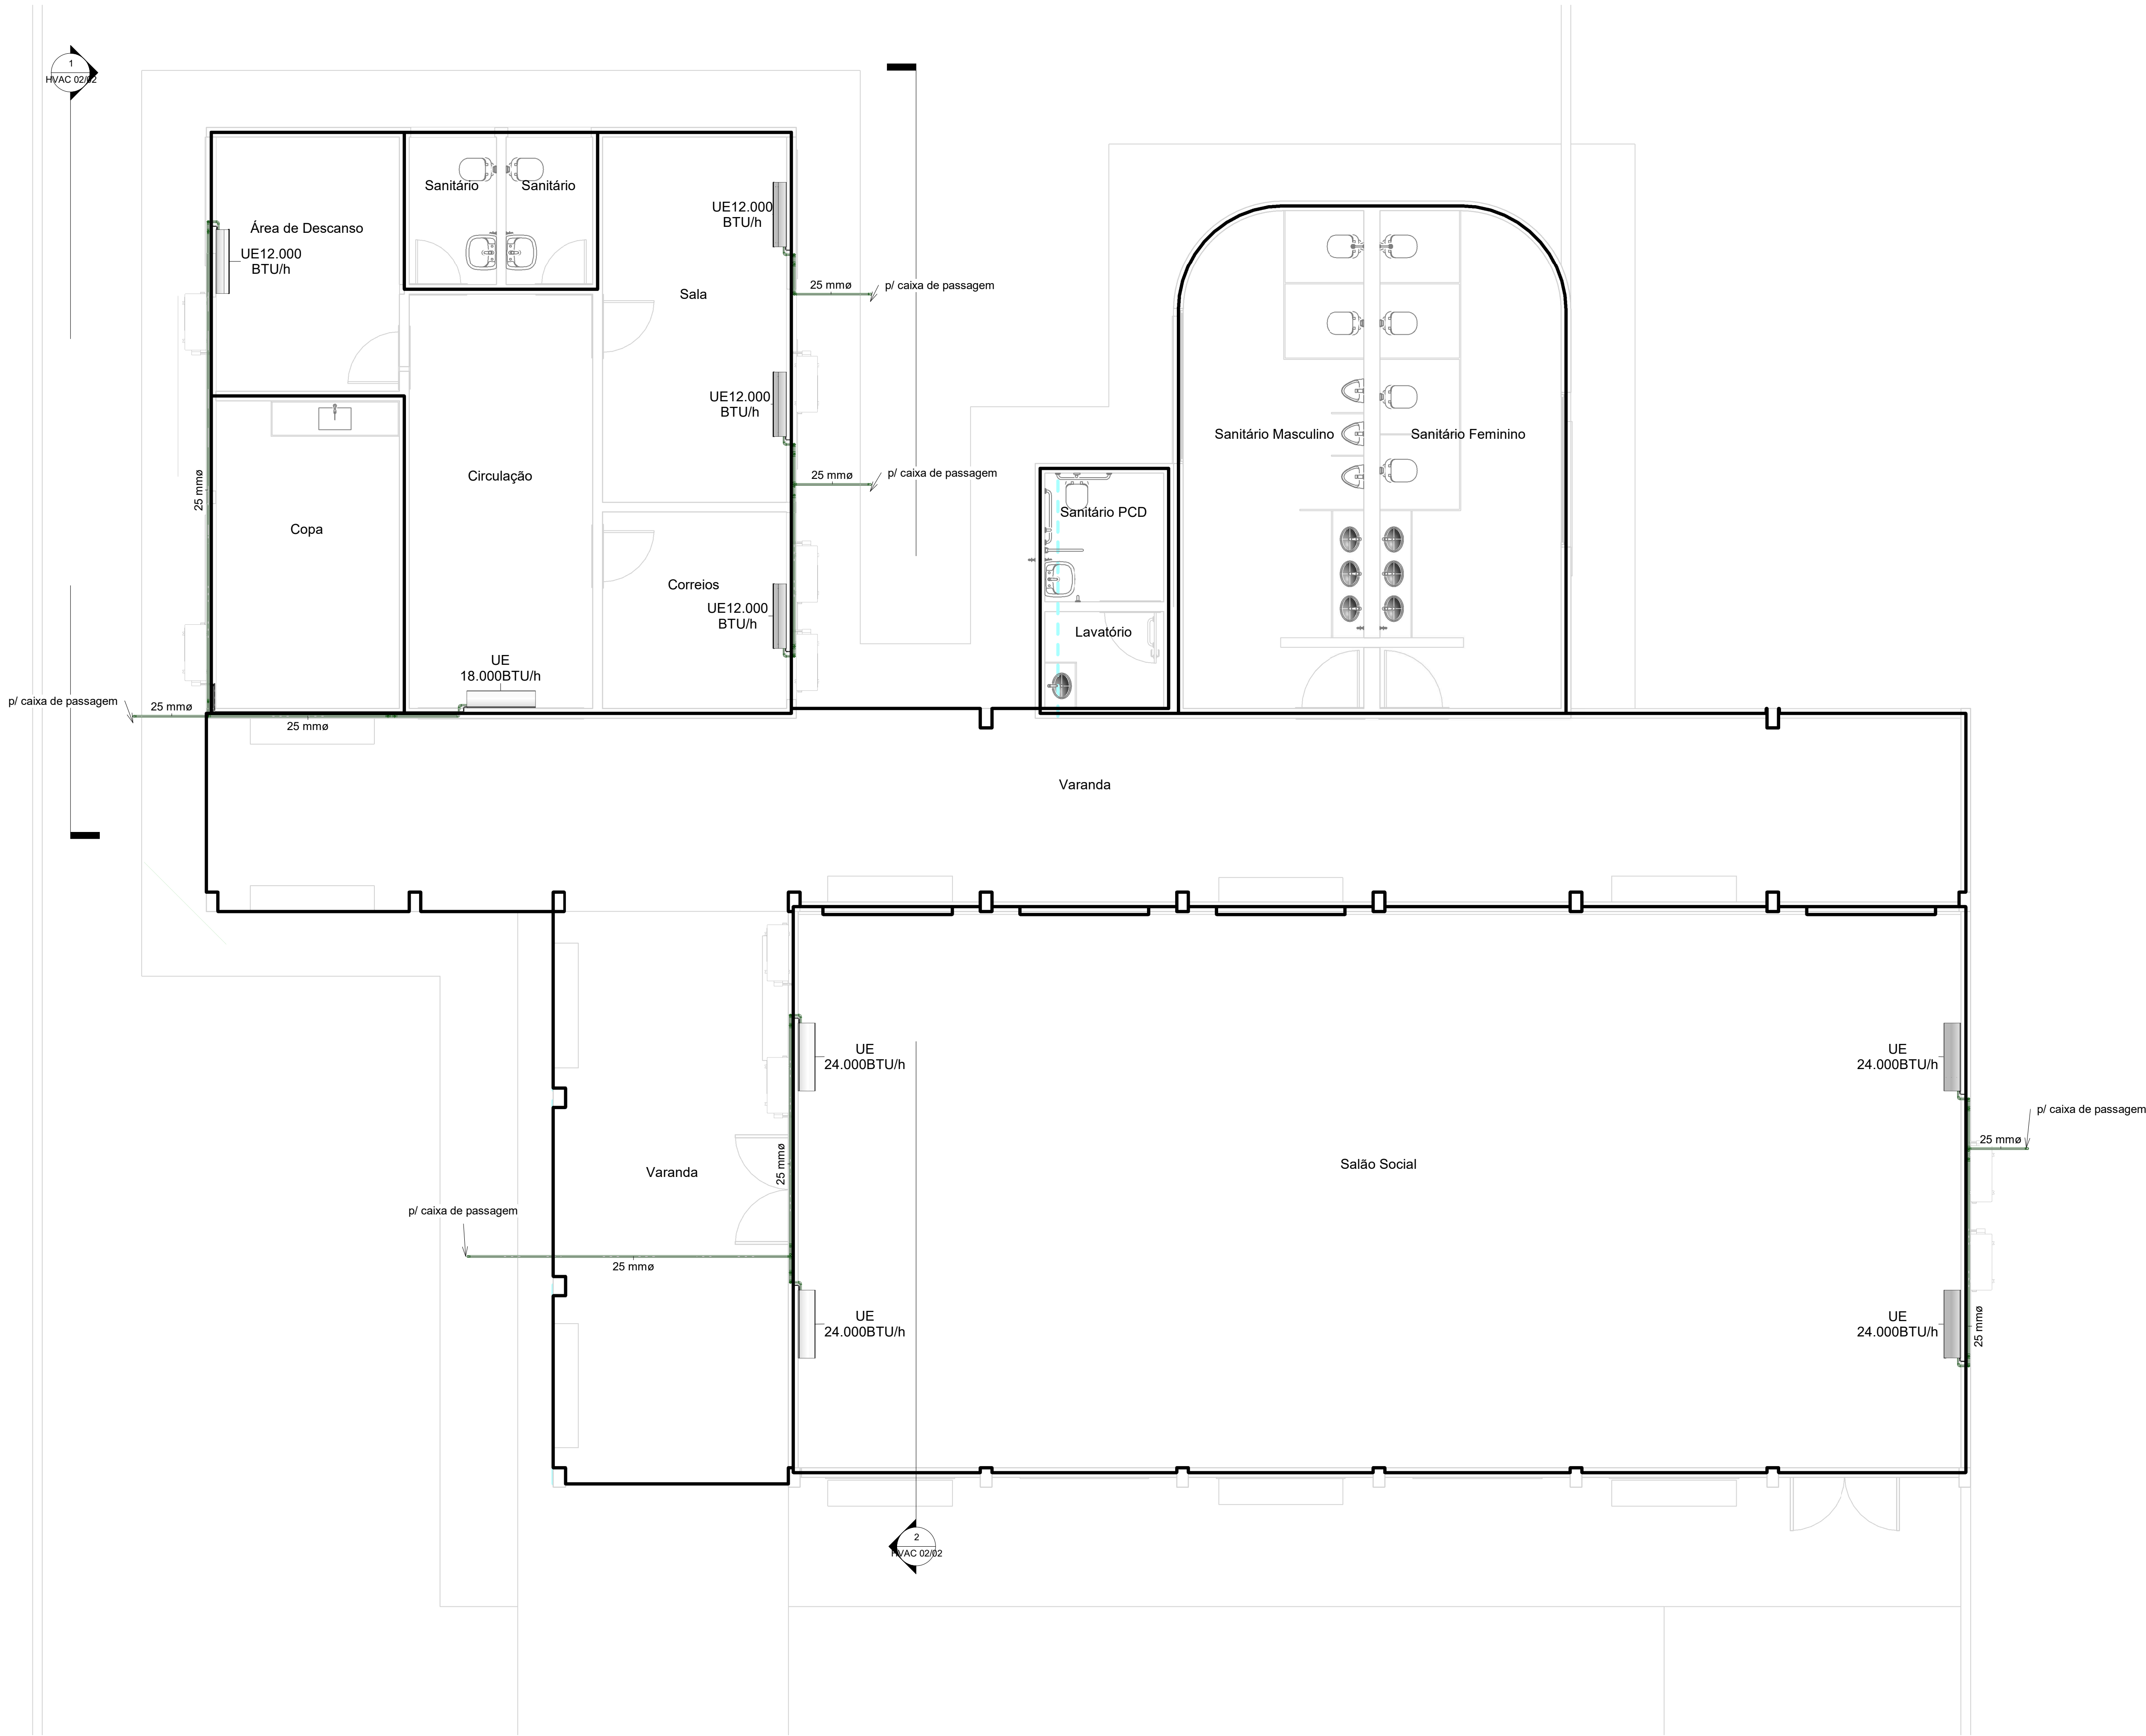 1
HVAC 02/02
Sanitário
Sanitário
Área de Descanso
UE12.000
BTU/h
UE12.000
BTU/h
Sala
25 mmø
p/ caixa de passagem
UE12.000
BTU/h
25 mmø
p/ caixa de passagem
Sanitário Masculino
Sanitário Feminino
25 mmø
Circulação
Copa
Sanitário PCD
Correios
UE12.000
BTU/h
Lavatório
UE
18.000BTU/h
p/ caixa de passagem
25 mmø
25 mmø
Varanda
UE
24.000BTU/h
UE
24.000BTU/h
p/ caixa de passagem
25 mmø
25 mmø
Varanda
Salão Social
p/ caixa de passagem
25 mmø
UE
24.000BTU/h
UE
24.000BTU/h
25 mmø
2
HVAC 02/02